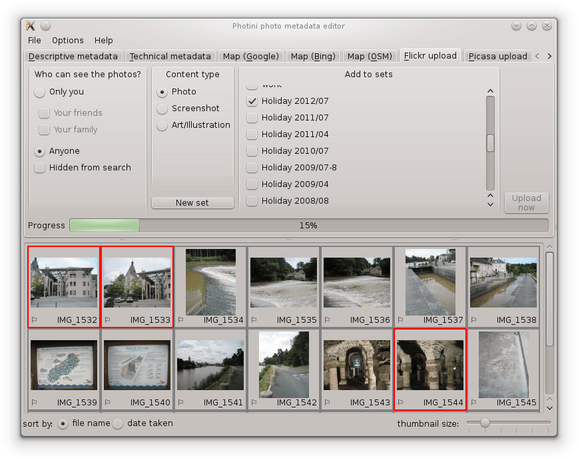 Photini photo metadata editor
File Options Help
Descriptive metadata Technical metadata Map (Google) Map (Bing) Map (OSM) Flickr upload Picasa upload
Who can see the photos? Content type Add to sets
Only you
Your friends
Your family
Anyone
Hidden from search
Photo
Screenshot
Art/Illustration
New set
Holiday 2012/07
Holiday 2011/07
Holiday 2011/04
Holiday 2010/07
Holiday 2009/07-8
Holiday 2009/04
Holiday 2008/08
Upload
now
Progress 15%
IMG_1532 IMG_1533 IMG_1534 IMG_1535 IMG_1536 IMG_1537 IMG_1538
IMG_1539 IMG_1540 IMG_1541 IMG_1542 IMG_1543 IMG_1544 IMG_1545
sort by: file name date taken thumbnail size: